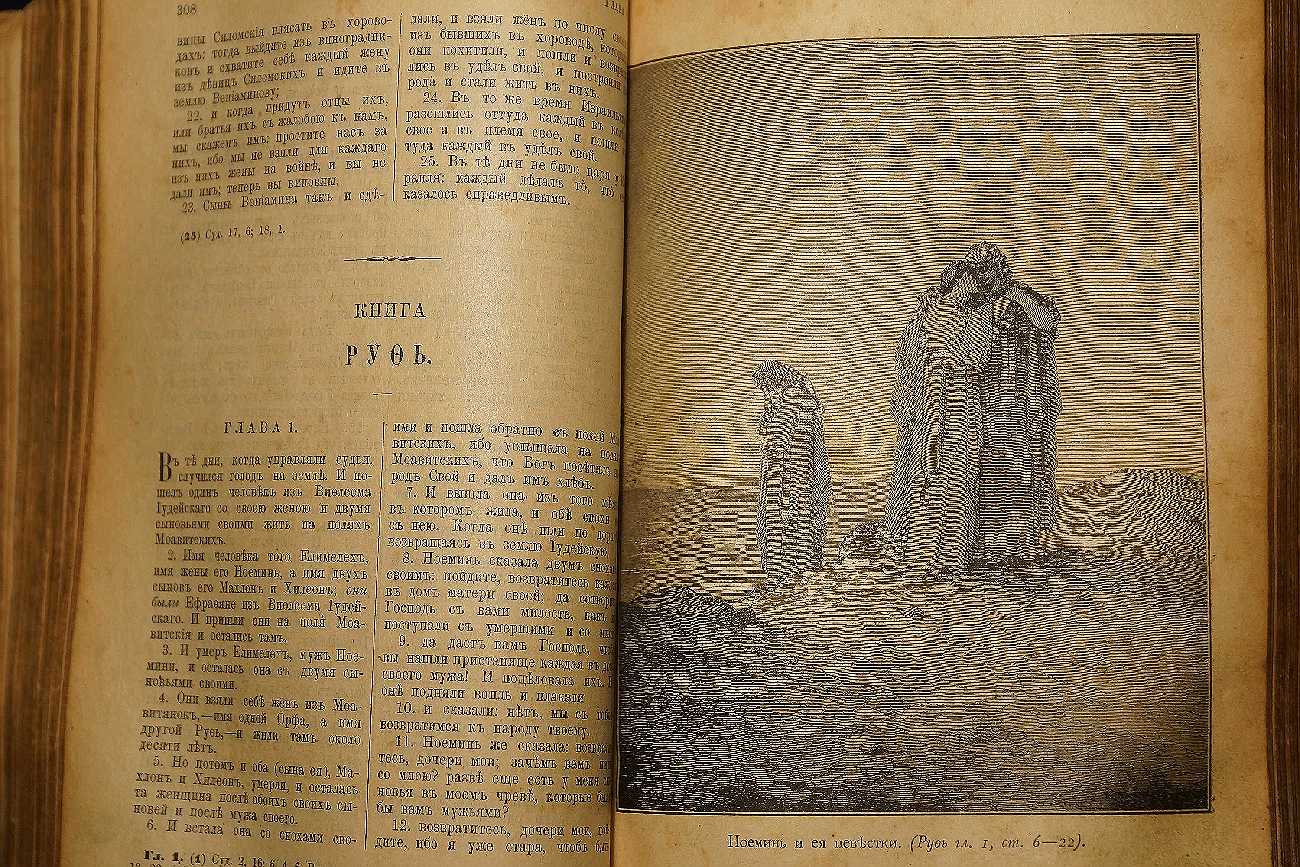 308
вицы Силомскія плясать въ хорово-
дахъ: тогда выйдите изъ виноградни-
ковъ и схватите себѣ каждый жену
изъ дѣвицъ Силомскихъ и идите въ
землю Веніаминову;
22. и когда придутъ отцы ихъ,
или братья ихъ съ жалобою къ намъ,
мы скажемъ имъ: простите насъ за
нихъ, ибо мы не взяли для каждаго
изъ нихъ жены на войнѣ, и вы не
дали имъ; теперь вы виновны.
23. Сыны Веніамина такъ и сдѣ-
(25) Суд. 17, 6; 18, 1.
лали, и взяли женъ по числу
изъ бывшихъ въ хороводѣ,
они похитили, и пошли и
лись въ удѣлъ свой, и построили
рода и стали жить въ нихъ.
24. Въ то же время
разошлись оттуда каждый въ
свое и въ племя свое, и пошли
туда каждый въ удѣлъ свой.
25. Въ тѣ дни не было царя
раиля; каждый дѣлалъ то, что
казалось справедливымъ.
КНИГА
РУѲЬ.
ГЛАВА 1.
Въ тѣ дни, когда управляли судьи,
случился голодъ на землѣ. И по-
шелъ одинъ человѣкъ изъ Виѳлеема
Іудейскаго со своею женою и двумя
сыновьями своими жить на поляхъ
Моавитскихъ.
2. Имя человѣка того Елимелехъ,
имя жены его Ноеминь, а имя двухъ
сыновъ его Махлонъ и Хилеонъ; они
были Ефраѳяне изъ Виѳлеема Іудей-
скаго. И пришли они на поля Моа-
витскія и остались тамъ.
3. И умеръ Елимелехъ, мужъ Ное-
мини, и осталась она съ двумя сы-
новьями своими.
4. Они взяли себѣ женъ изъ Моа-
витянокъ,—имя одной Орфа, а имя
другой Руѳь,—и жили тамъ около
десяти лѣтъ.
5. Но потомъ и оба (сына ея), Ма-
хлонъ и Хилеонъ, умерли, и осталась
та женщина послѣ обоихъ своихъ сы-
новей и послѣ мужа своего.
6. И встала она со снохами сво-
Гл. 1. (1) Суд. 2, 16;
ими и пошла обратно съ полей
витскихъ, ибо услышала на
Моавитскихъ, что Богъ посѣтилъ
родъ Свой и далъ имъ хлѣбъ.
7. И вышла она изъ того
въ которомъ жила, и обѣ снохи
съ нею. Когда онѣ шли по
возвращаясь въ землю Іудейскую,
8. Ноеминь сказала двумъ
своимъ: пойдите, возвратитесь
въ домъ матери своей; да
Господь съ вами милость, какъ
поступали съ умершими и со
9. да дастъ вамъ Господь,
вы нашли пристанище каждая въ
своего мужа! И поцѣловала ихъ.
онѣ подняли вопль и плакали
10. и сказали: нѣтъ, мы съ
возвратимся къ народу твоему.
11. Ноеминь же сказала:
тесь, дочери мои; зачѣмъ вамъ
со мною? развѣ еще есть у меня
новья въ моемъ чревѣ, которые
бы вамъ мужьями?
12. возвратитесь, дочери мои,
дите, ибо я уже стара, чтобъ
Ноеминь и ея невѣстки. (Руѳь гл. 1, ст. 6—22).